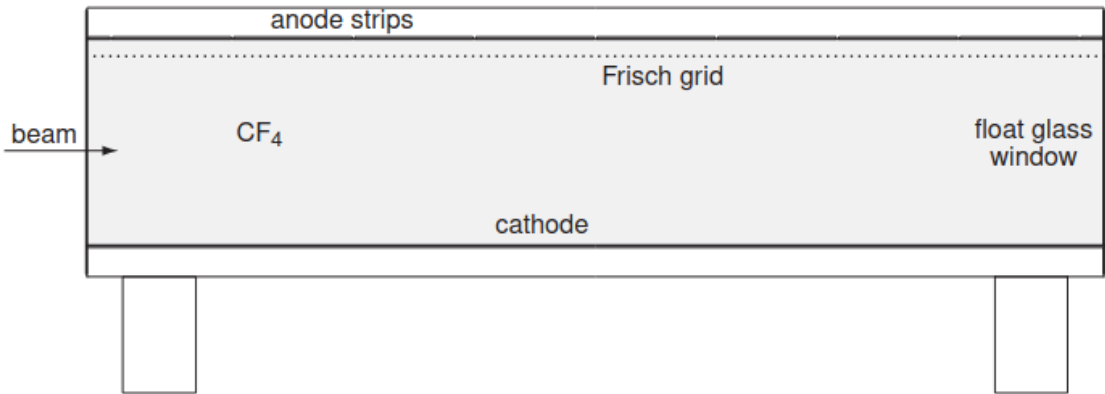 anode strips
Frisch grid
beam
CF4
float glass
window
cathode